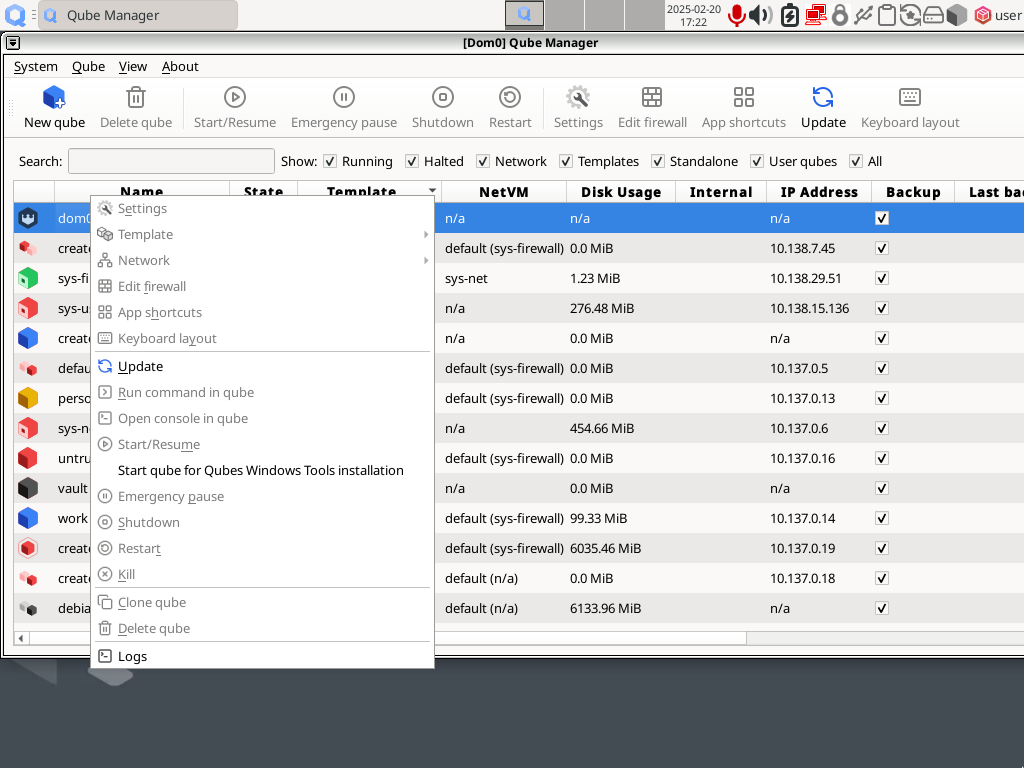 Qube Manager
2025-02-20
17:22
user
[Dom0] Qube Manager
System Qube View About
New qube Delete qube Start/Resume Emergency pause Shutdown Restart Settings Edit firewall App shortcuts Update Keyboard layout
Search: Show: Running Halted Network Templates Standalone User qubes All
Name State Template NetVM Disk Usage Internal IP Address Backup Last bac
dom0 n/a n/a n/a
create default (sys-firewall) 0.0 MiB 10.138.7.45
sys-fi sys-net 1.23 MiB 10.138.29.51
sys-u n/a 276.48 MiB 10.138.15.136
create n/a 0.0 MiB n/a
defau default (sys-firewall) 0.0 MiB 10.137.0.5
perso default (sys-firewall) 0.0 MiB 10.137.0.13
sys-n n/a 454.66 MiB 10.137.0.6
untru default (sys-firewall) 0.0 MiB 10.137.0.16
vault n/a 0.0 MiB n/a
work default (sys-firewall) 99.33 MiB 10.137.0.14
create default (sys-firewall) 6035.46 MiB 10.137.0.19
create default (n/a) 0.0 MiB 10.137.0.18
debia default (n/a) 6133.96 MiB n/a
Settings
Template
Network
Edit firewall
App shortcuts
Keyboard layout
Update
Run command in qube
Open console in qube
Start/Resume
Start qube for Qubes Windows Tools installation
Emergency pause
Shutdown
Restart
Kill
Clone qube
Delete qube
Logs